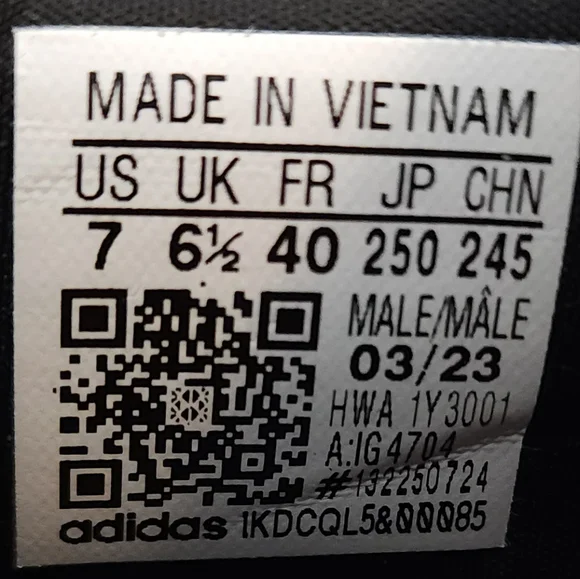 MADE IN VIETNAM
US UK FR JP CHN
7 6½ 40 250 245
MALE/MÂLE
03/23
HWA 1Y3001
A:IG4704
#132250724
adidas 1KDCQL5&00085